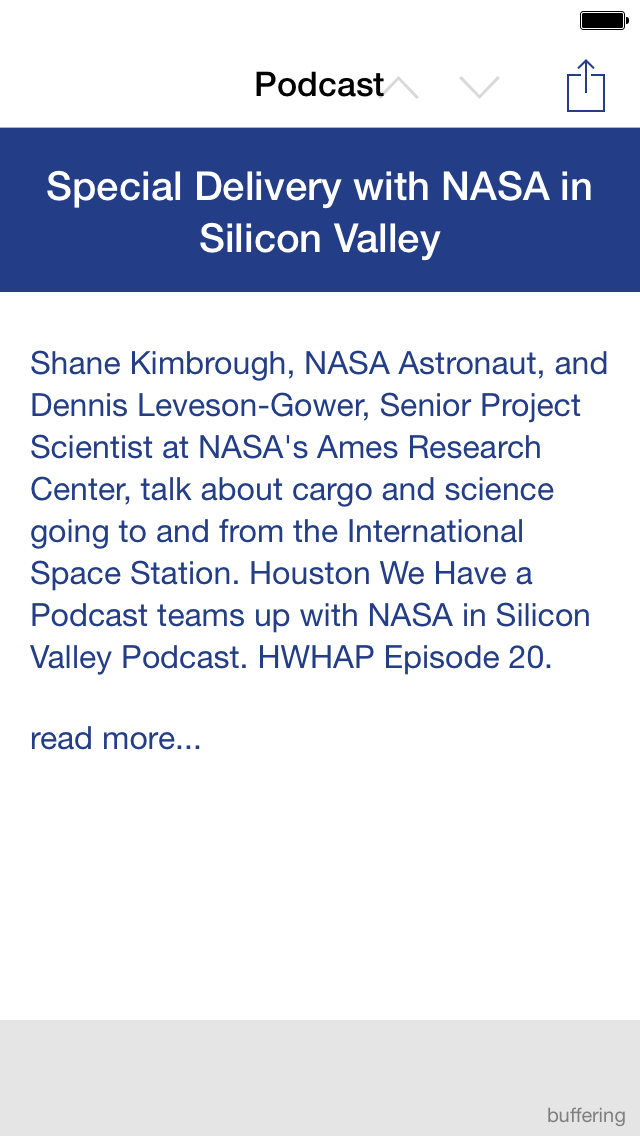 Podcast
Special Delivery with NASA in
Silicon Valley
Shane Kimbrough, NASA Astronaut, and
Dennis Leveson-Gower, Senior Project
Scientist at NASA's Ames Research
Center, talk about cargo and science
going to and from the International
Space Station. Houston We Have a
Podcast teams up with NASA in Silicon
Valley Podcast. HWHAP Episode 20.
read more...
buffering